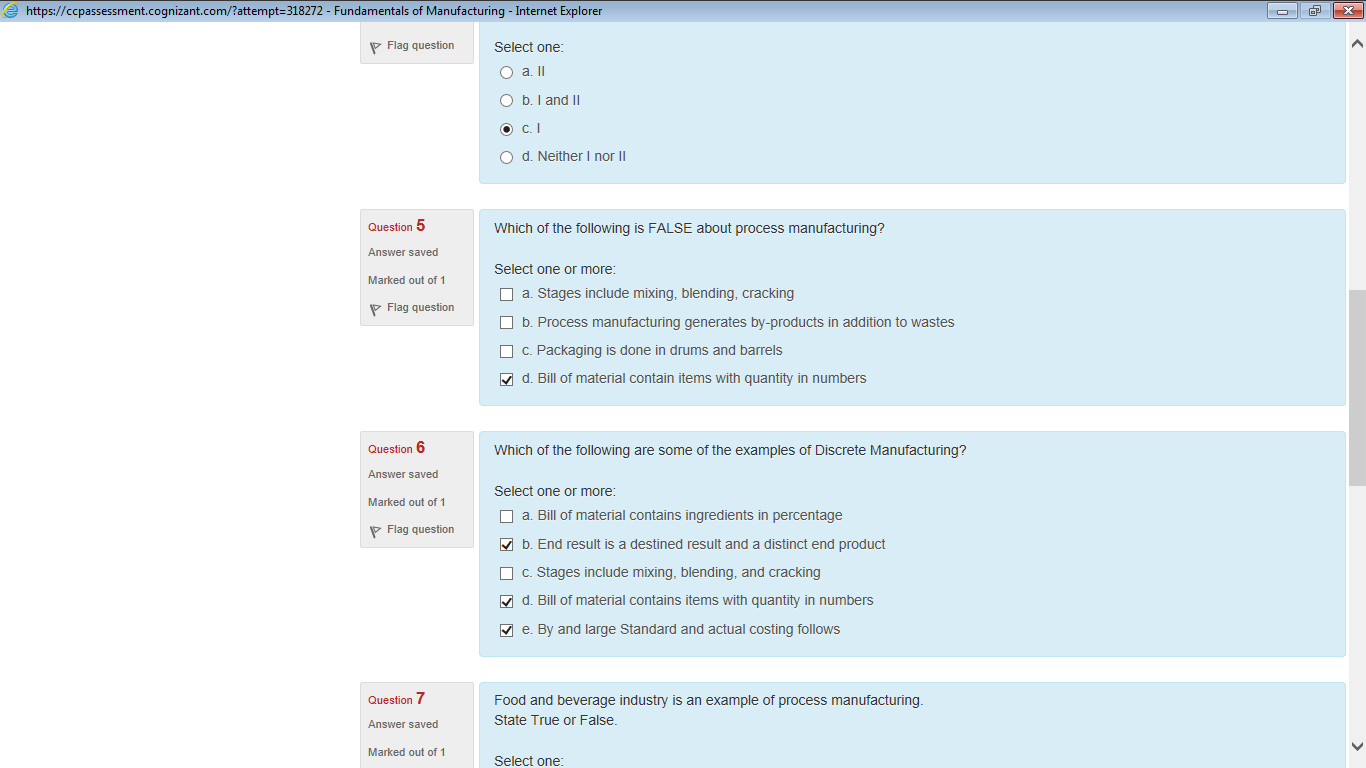 https://ccpassessment.cognizant.com/?attempt=318272 - Fundamentals of Manufacturing - Internet Explorer
Flag question
Select one:
a. II
b. I and II
c. I
d. Neither I nor II
Question 5
Answer saved
Marked out of 1
Flag question
Which of the following is FALSE about process manufacturing?
Select one or more:
a. Stages include mixing, blending, cracking
b. Process manufacturing generates by-products in addition to wastes
c. Packaging is done in drums and barrels
d. Bill of material contain items with quantity in numbers
Question 6
Answer saved
Marked out of 1
Flag question
Which of the following are some of the examples of Discrete Manufacturing?
Select one or more:
a. Bill of material contains ingredients in percentage
b. End result is a destined result and a distinct end product
c. Stages include mixing, blending, and cracking
d. Bill of material contains items with quantity in numbers
e. By and large Standard and actual costing follows
Question 7
Answer saved
Marked out of 1
Food and beverage industry is an example of process manufacturing.
State True or False.
Select one: